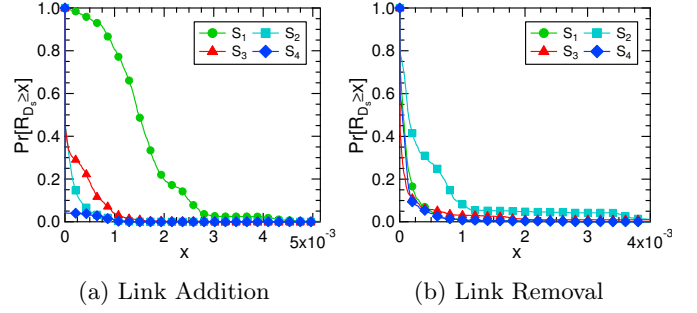 S₁ S₂
S₃ S₄
Pr[R_{D_s}≥x]
1.0
0.8
0.6
0.4
0.2
0.0
0 1 2 3 4 5x10⁻³
x
(a) Link Addition
S₁ S₂
S₃ S₄
Pr[R_{D_s}≥x]
1.0
0.8
0.6
0.4
0.2
0.0
0 1 2 3 4x10⁻³
x
(b) Link Removal